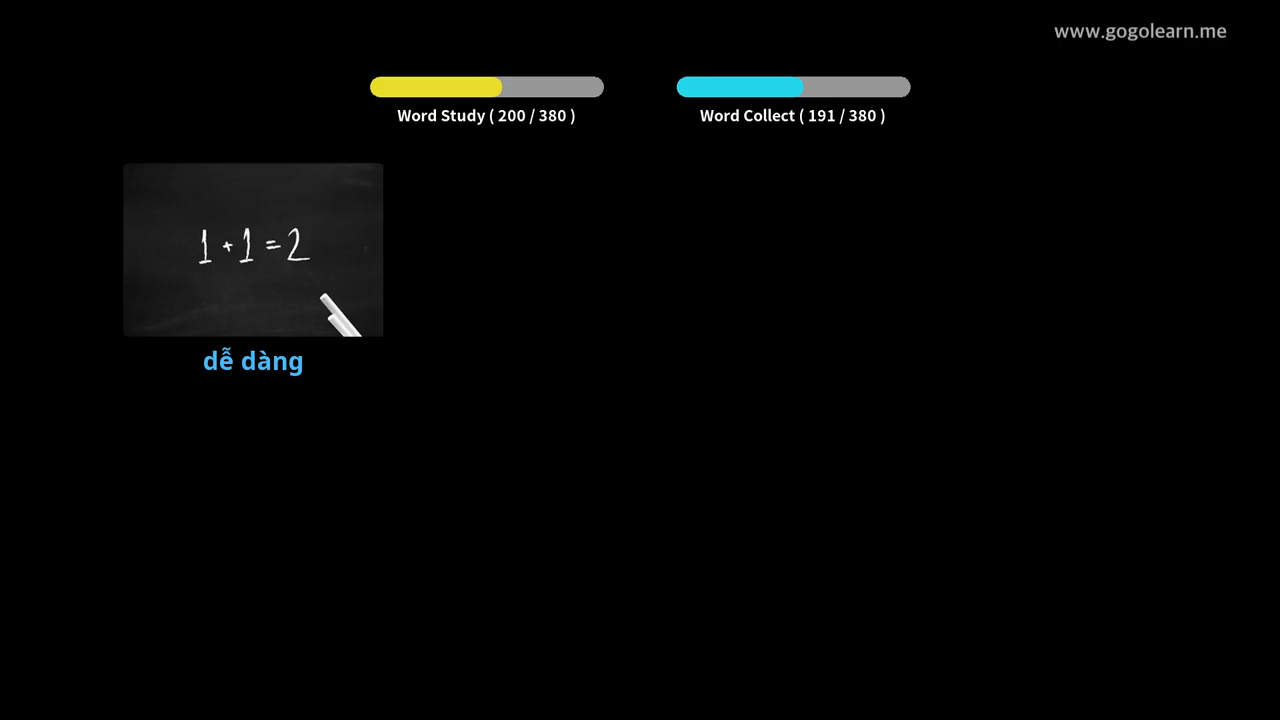 www.gogolearn.me
Word Study ( 200 / 380 )
Word Collect ( 191 / 380 )
1 + 1 = 2
dễ dàng